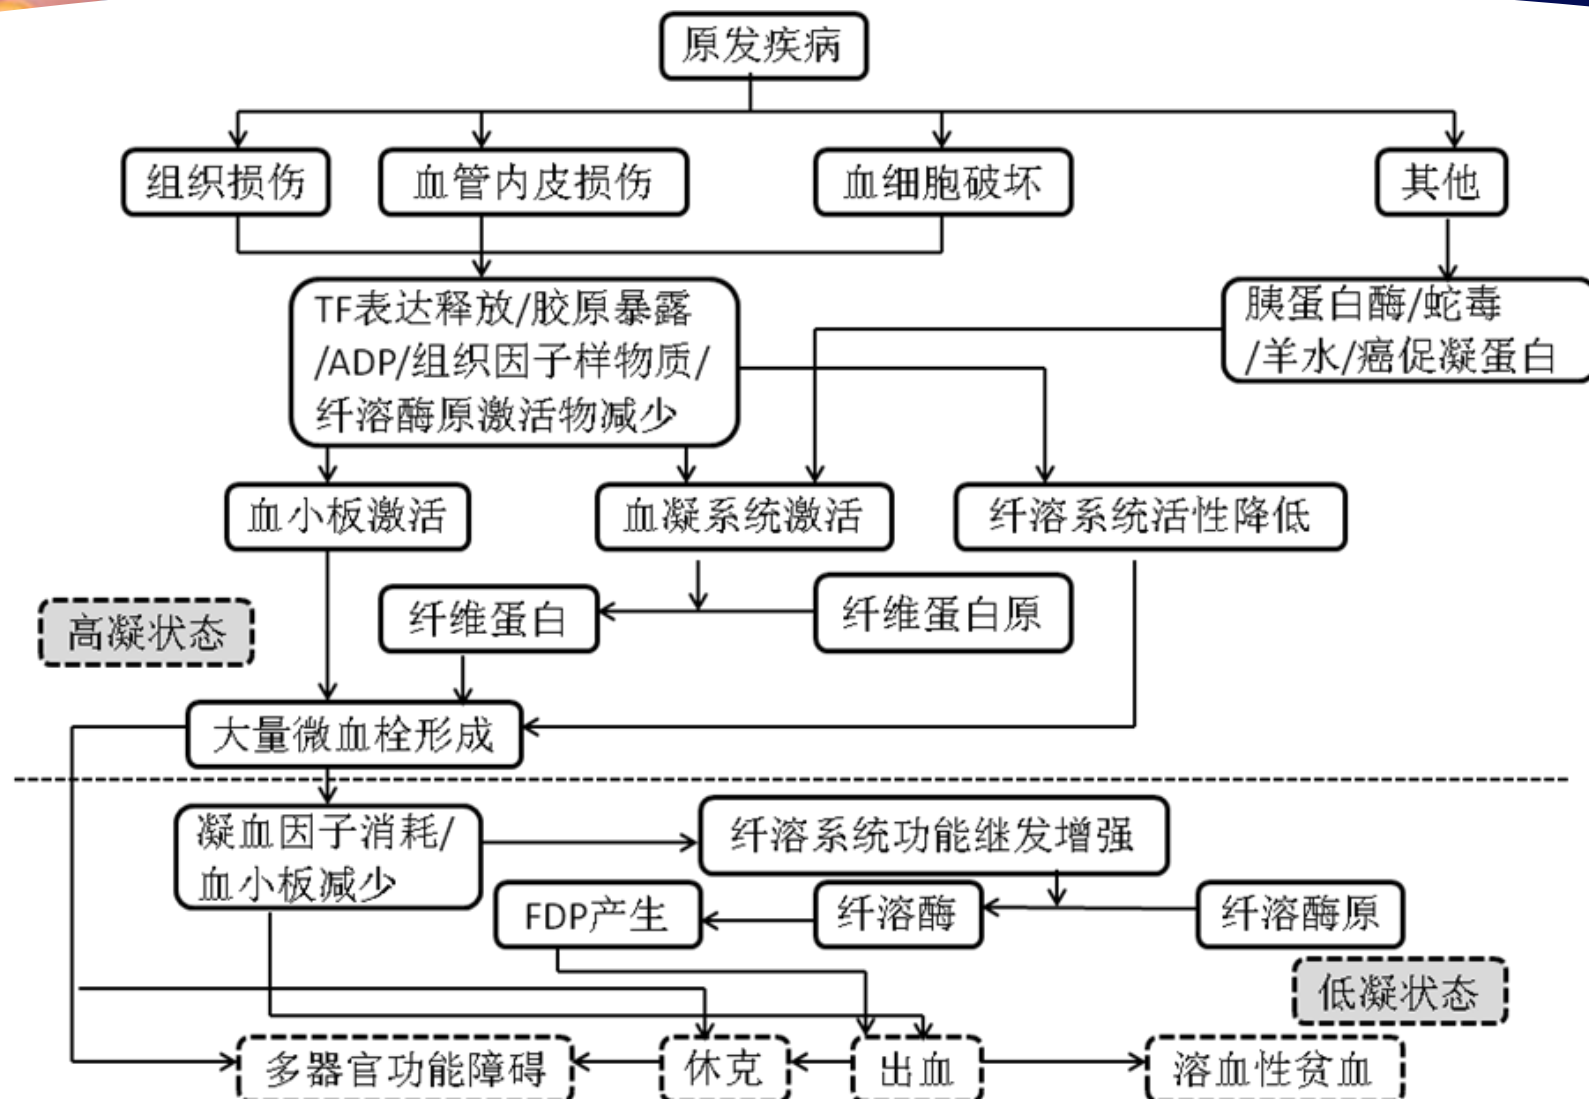 原发疾病
组织损伤
血管内皮损伤
血细胞破坏
其他
TF表达释放/胶原暴露
/ADP/组织因子样物质/
纤溶酶原激活物减少
胰蛋白酶/蛇毒
/羊水/癌促凝蛋白
血小板激活
血凝系统激活
纤溶系统活性降低
高凝状态
纤维蛋白
纤维蛋白原
大量微血栓形成
凝血因子消耗/
血小板减少
纤溶系统功能继发增强
FDP产生
纤溶酶
纤溶酶原
低凝状态
多器官功能障碍
休克
出血
溶血性贫血